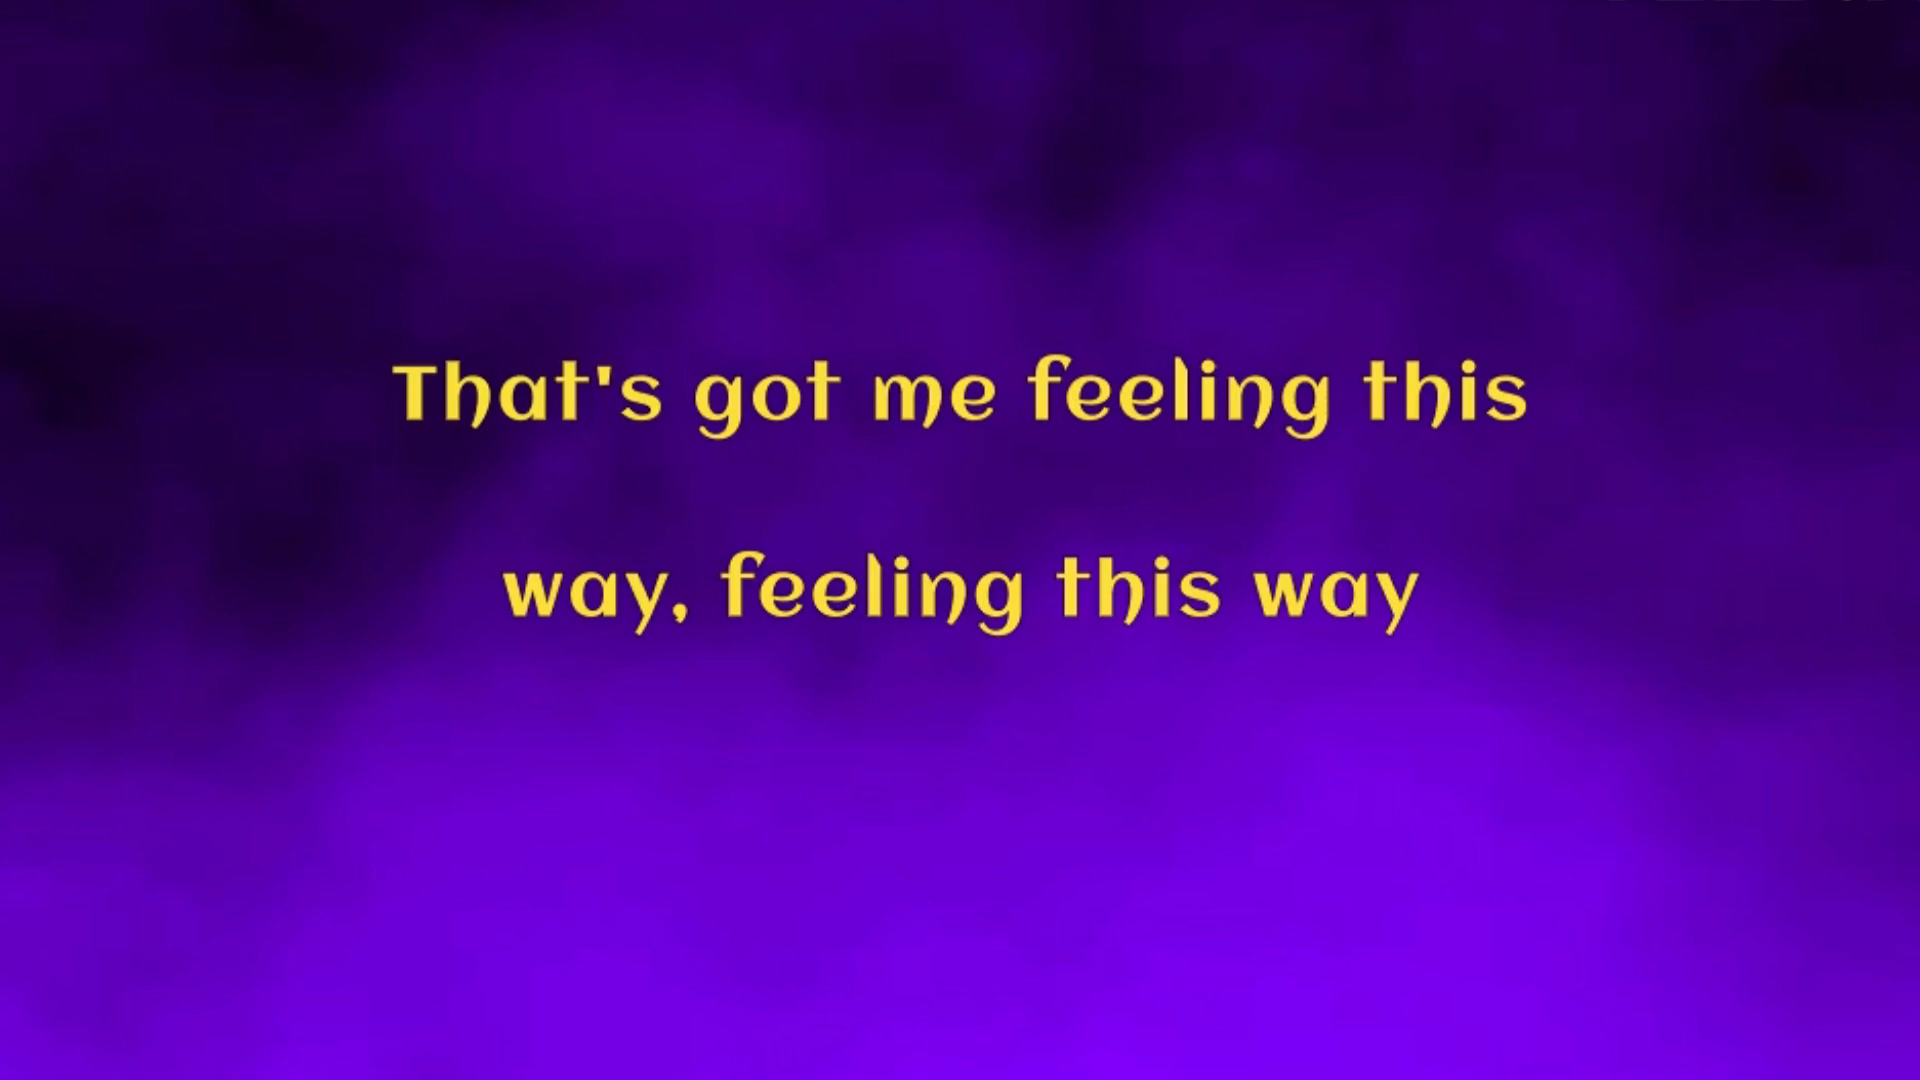 That's got me feeling this
way, feeling this way